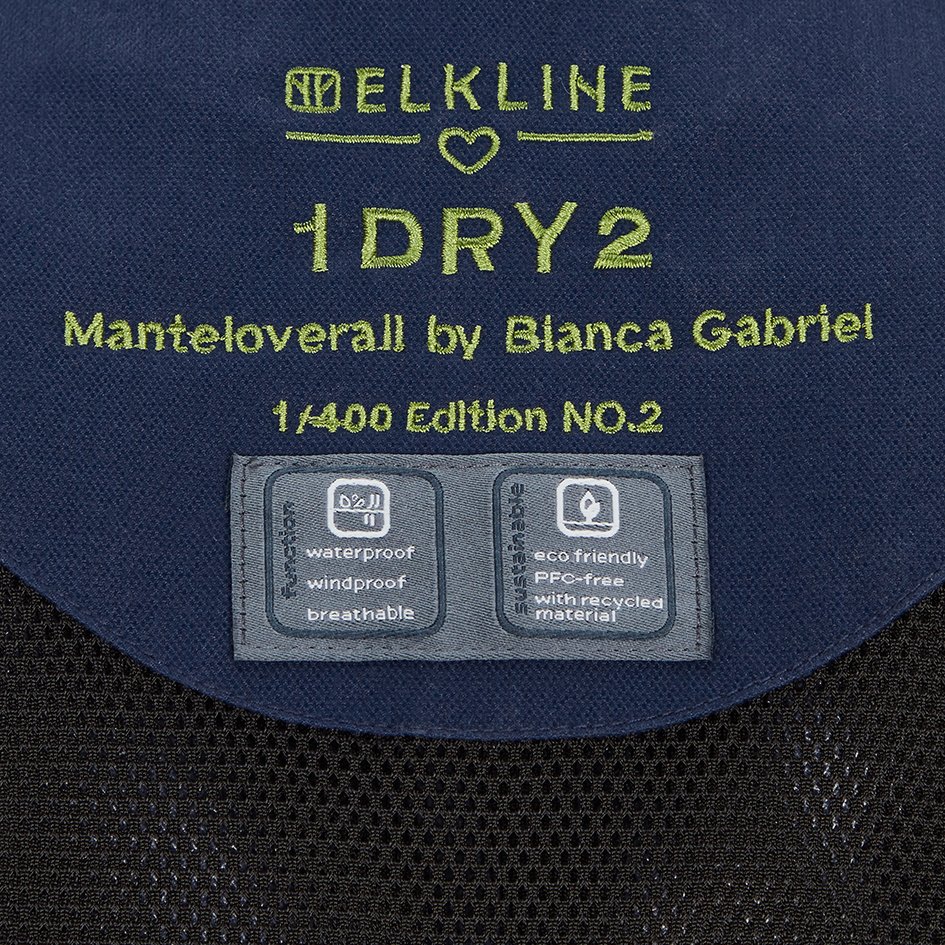 ELKLINE
1DRY2
Manteloverall by Bianca Gabriel
1/400 Edition NO.2
function
waterproof
windproof
breathable
sustainable
eco friendly
PFC-free
with recycled
material